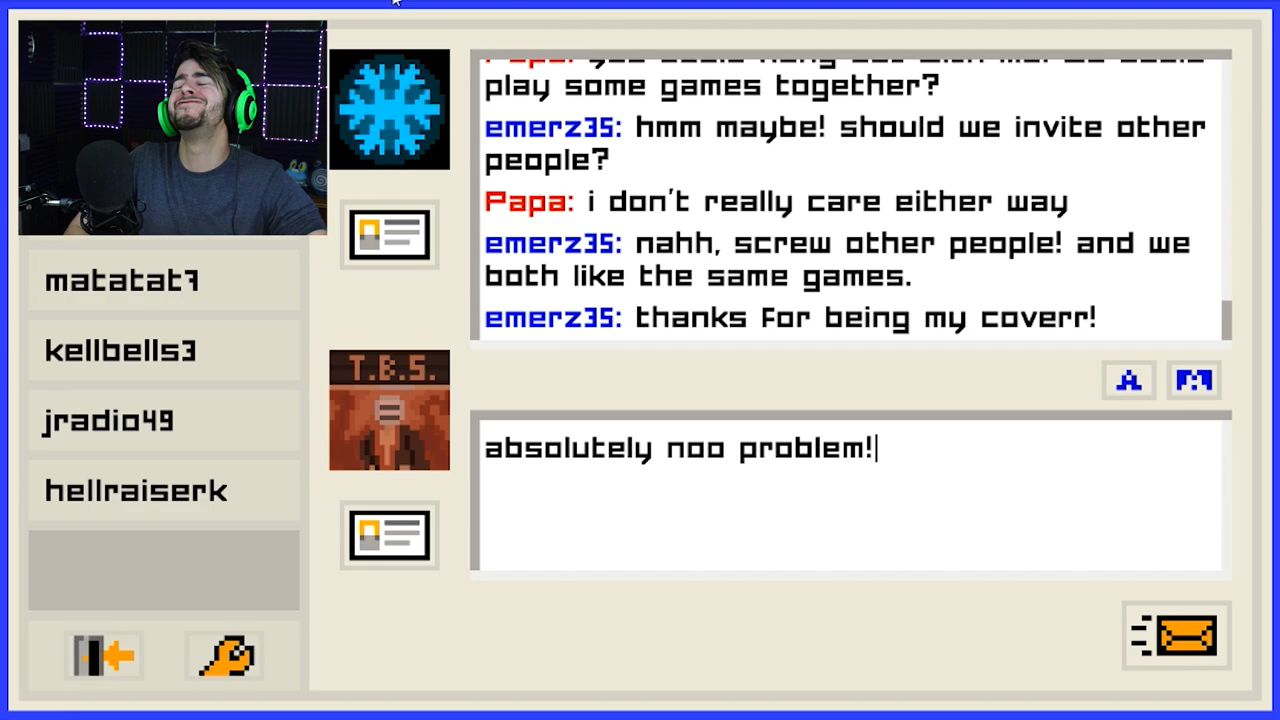 play some games together?
emerz35: hmm maybe! should we invite other
people?
Papa: i don't really care either way
emerz35: nahh, screw other people! and we
both like the same games.
emerz35: thanks for being my coverr!
T.B.S.
A
absolutely noo problem!
matatat7
kellbells3
jradio49
hellraiserk